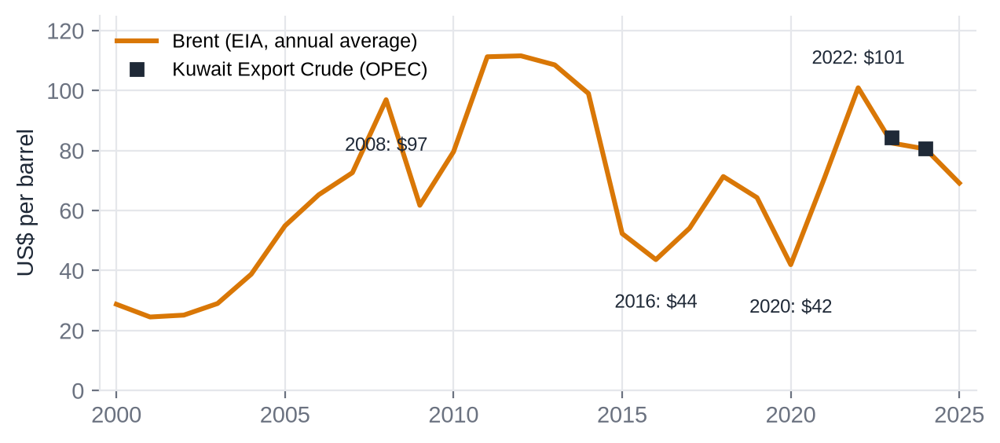 Brent (EIA, annual average)
Kuwait Export Crude (OPEC)
2022: $101
2008: $97
2016: $44
2020: $42
US$ per barrel
120
100
80
60
40
20
0
2000 2005 2010 2015 2020 2025